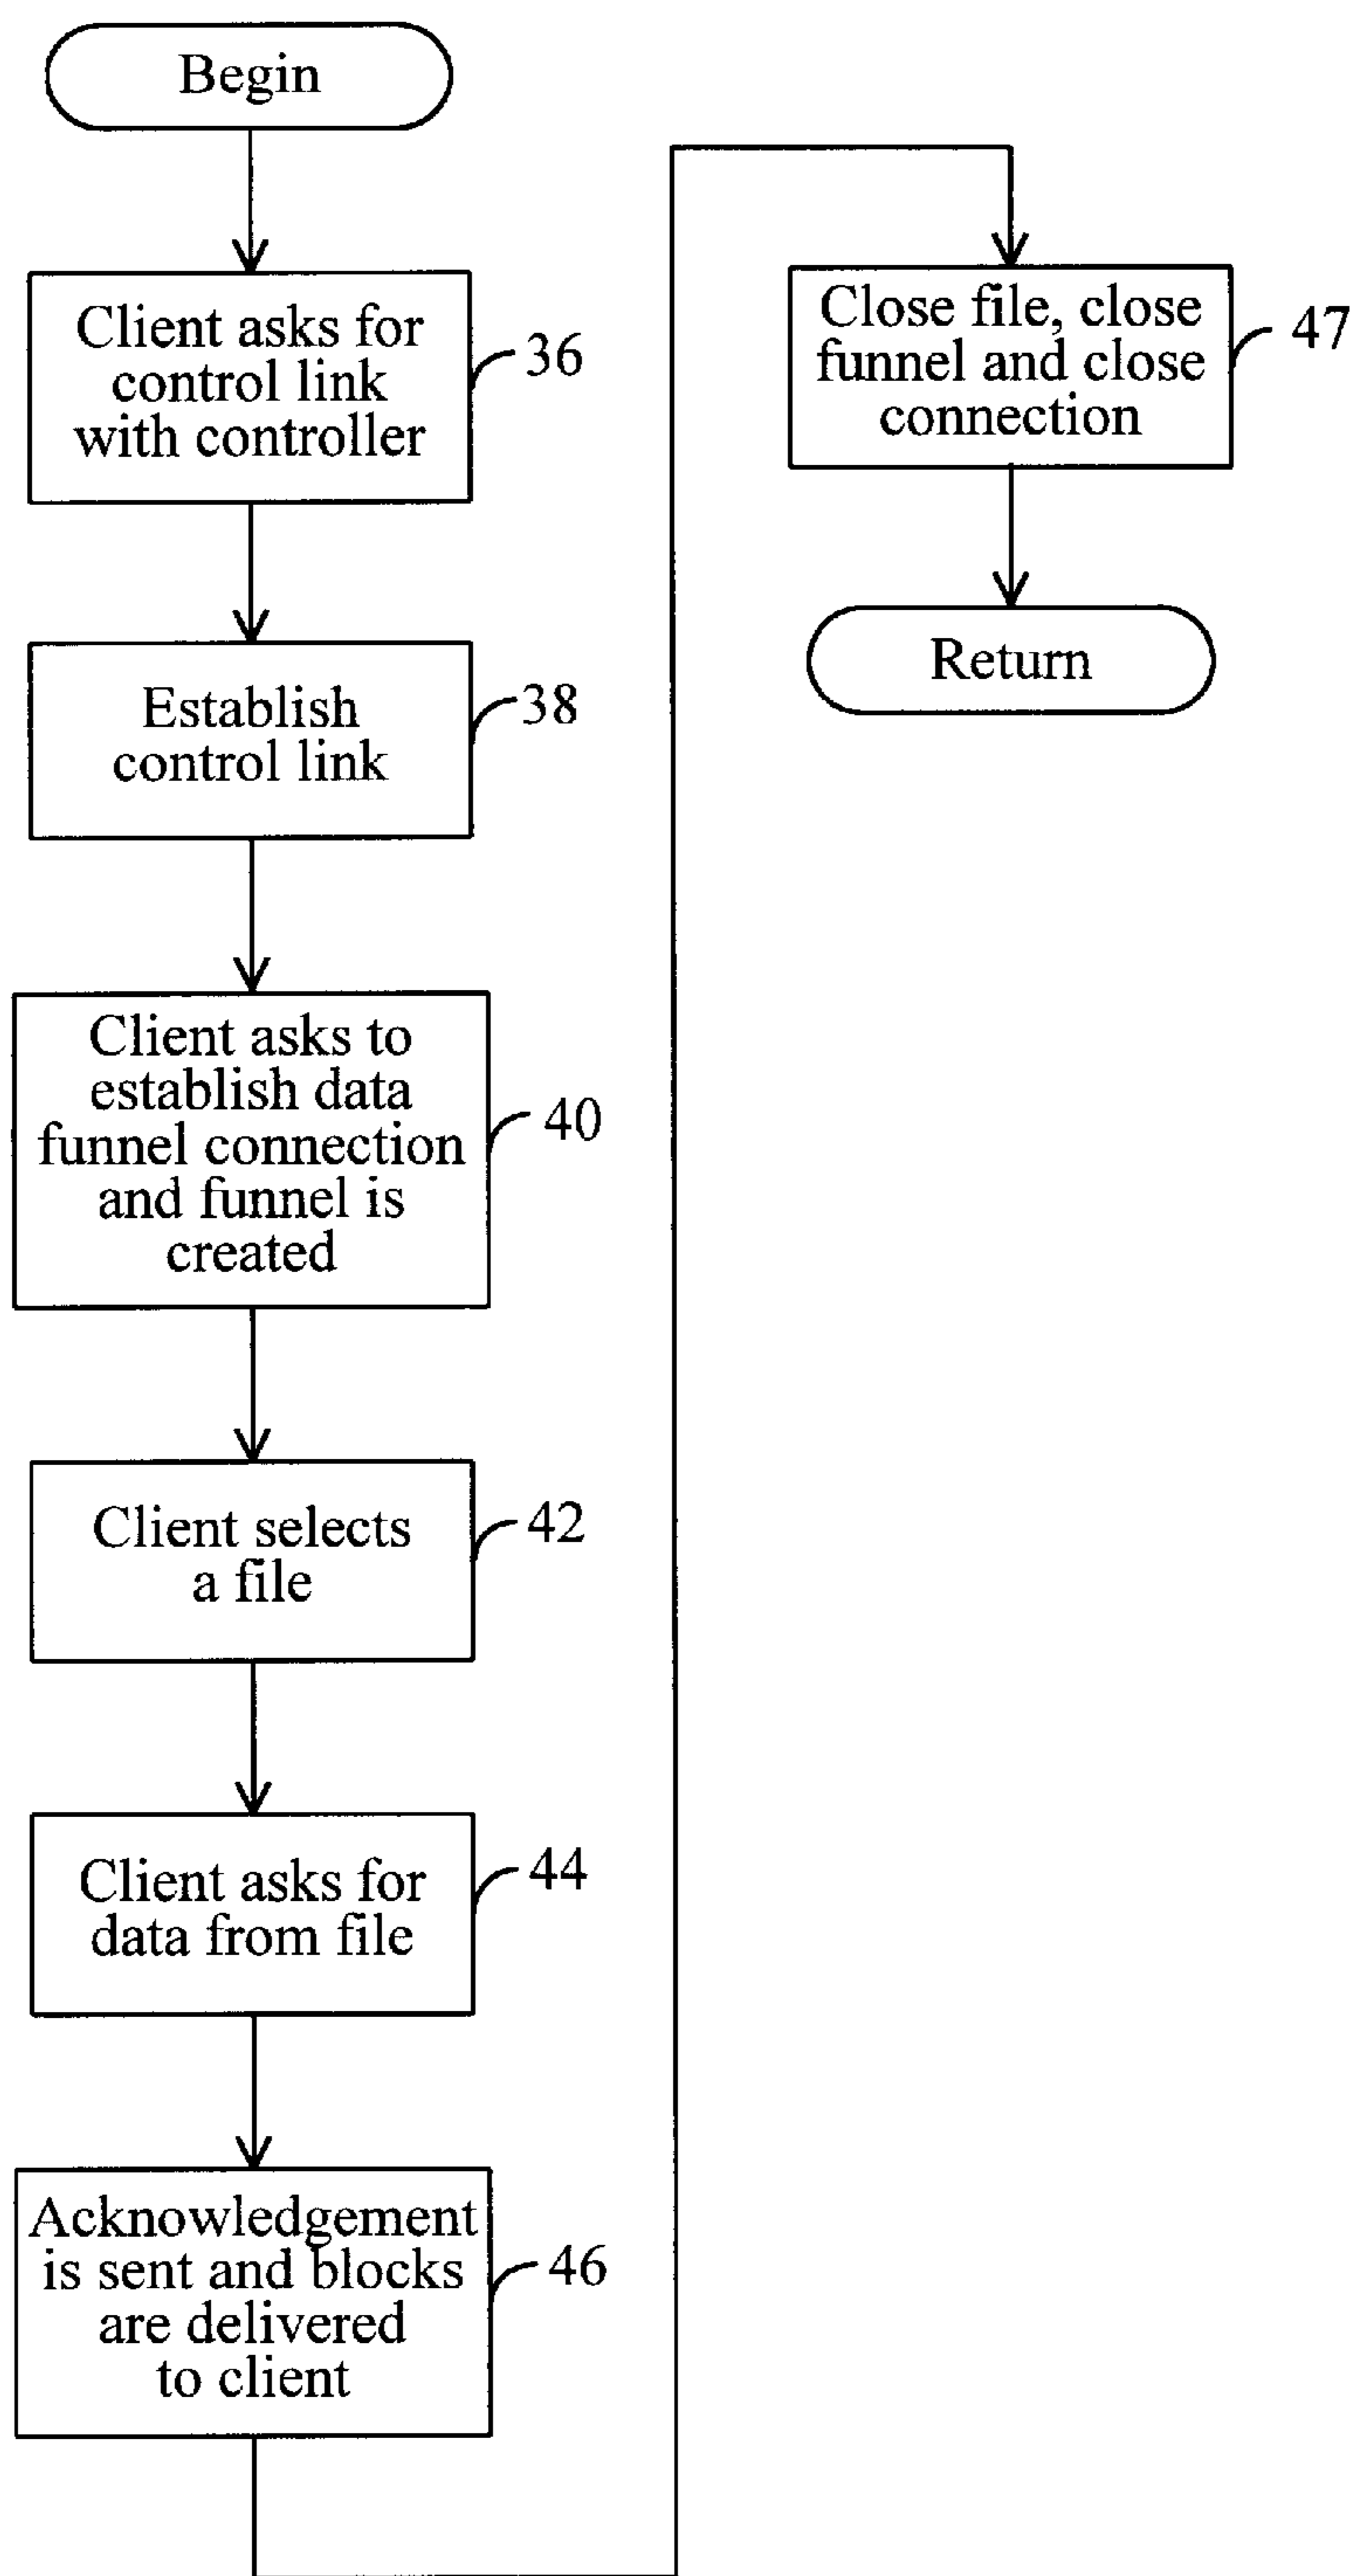 Begin
Client asks for
control link
with controller
36
Establish
control link
38
Client asks to
establish data
funnel connection
and funnel is
created
40
Client selects
a file
42
Client asks for
data from file
44
Acknowledgement
is sent and blocks
are delivered
to client
46
Close file, close
funnel and close
connection
47
Return